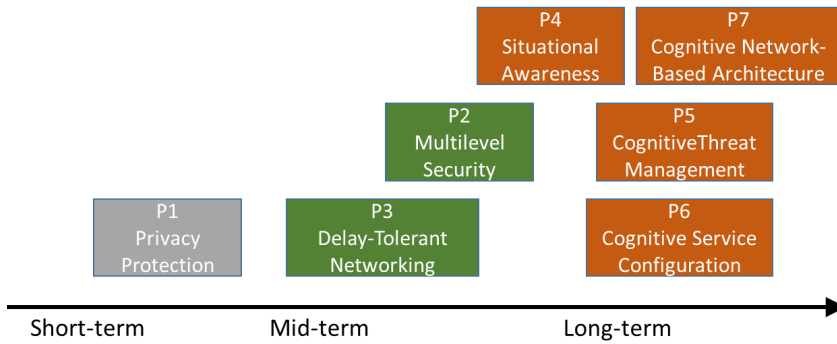 P4
Situational
Awareness
P7
Cognitive Network-
Based Architecture
P2
Multilevel
Security
P5
CognitiveThreat
Management
P1
Privacy
Protection
P3
Delay-Tolerant
Networking
P6
Cognitive Service
Configuration
Short-term
Mid-term
Long-term